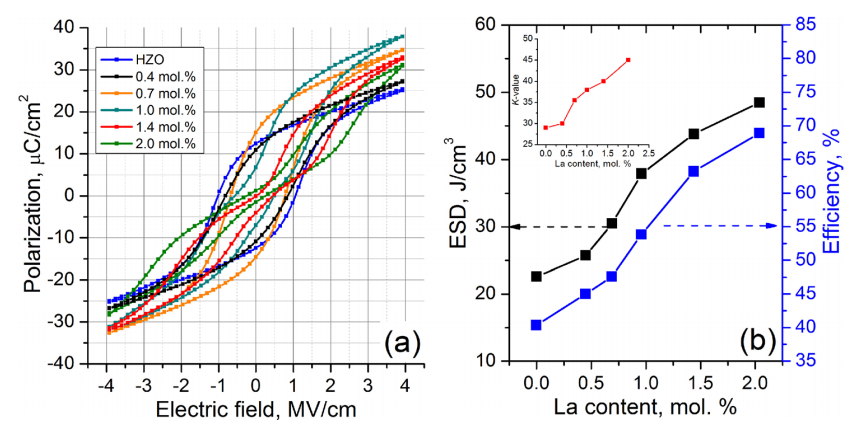 40
30
20
10
0
-10
-20
-30
-40
Polarization, μC/cm²
HZO
0.4 mol.%
0.7 mol.%
1.0 mol.%
1.4 mol.%
2.0 mol.%
(a)
-4 -3 -2 -1 0 1 2 3 4
Electric field, MV/cm
60
50
40
30
20
10
ESD, J/cm³
45
40
35
30
25
K-value
0.0 0.5 1.0 1.5 2.0 2.5
La content, mol. %
(b)
0.0 0.5 1.0 1.5 2.0
La content, mol. %
85
80
75
70
65
60
55
50
45
40
35
Efficiency, %